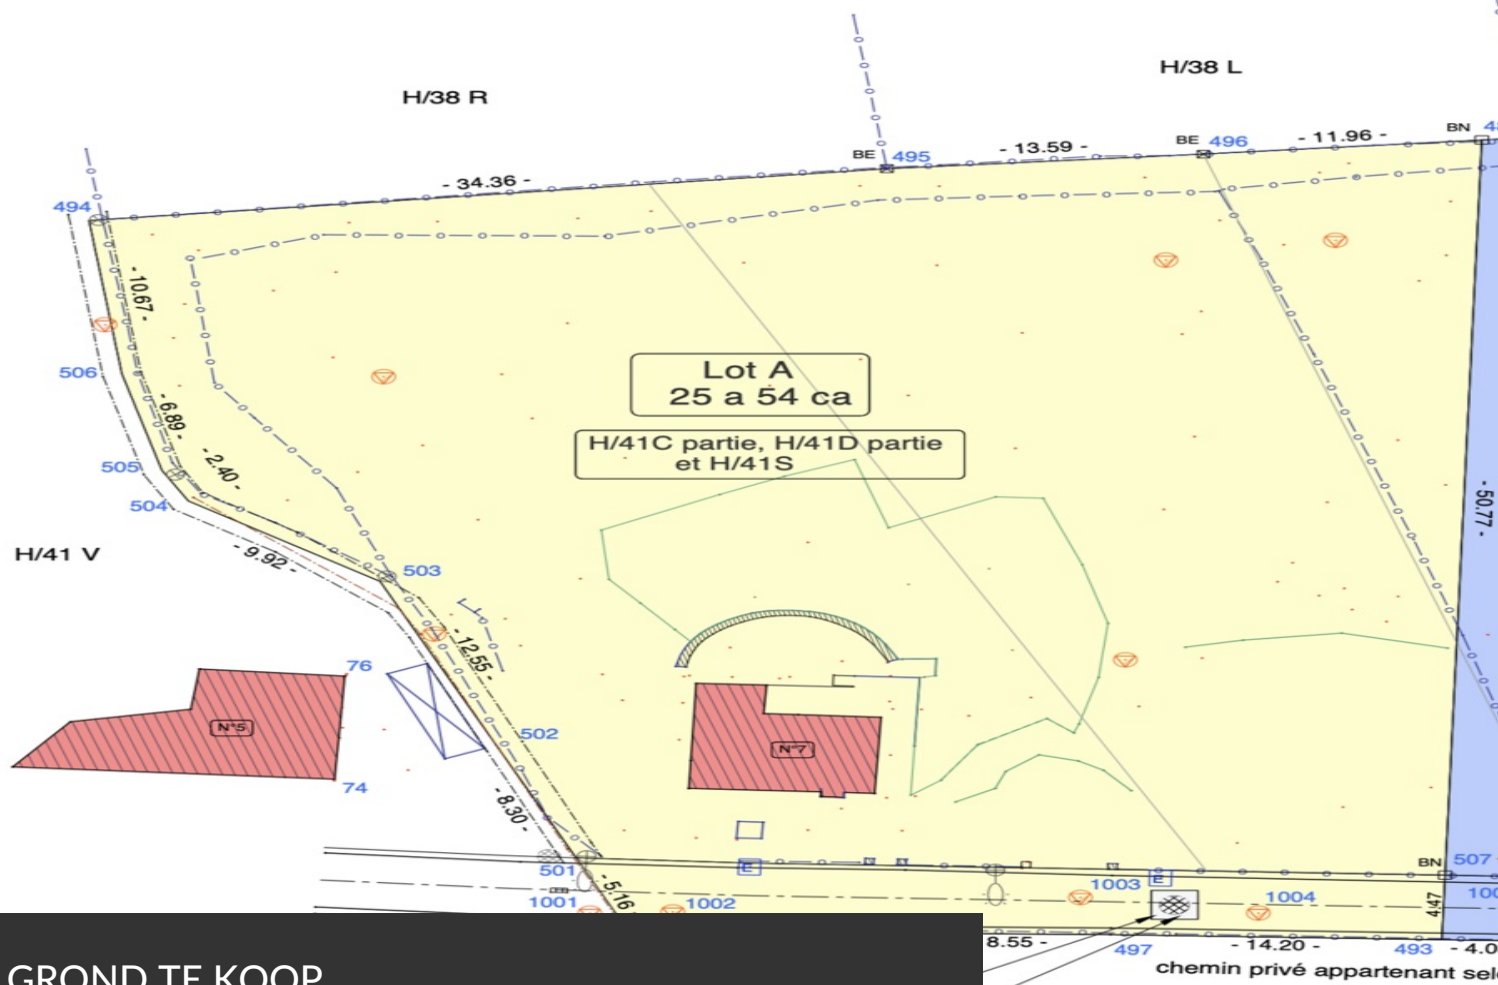 H/38 L
H/38 R
BN
- 11.96 -
BE
496
- 13.59 -
BE
495
- 34.36 -
494
- 10.67 -
506
Lot A
25 a 54 ca
- 6.89 -
H/41C partie, H/41D partie
et H/41S
505
- 2.40 -
504
- 50.77 -
H/41 V
- 9.92 -
503
- 12.55 -
76
N°5
502
N°7
74
- 8.30 -
E
BN
507
501
E
1003
- 5.16
1001
1002
1004
4.47
8.55 -
497
- 14.20 -
493
- 4.0
chemin privé appartenant sel
GROND TE KOOP